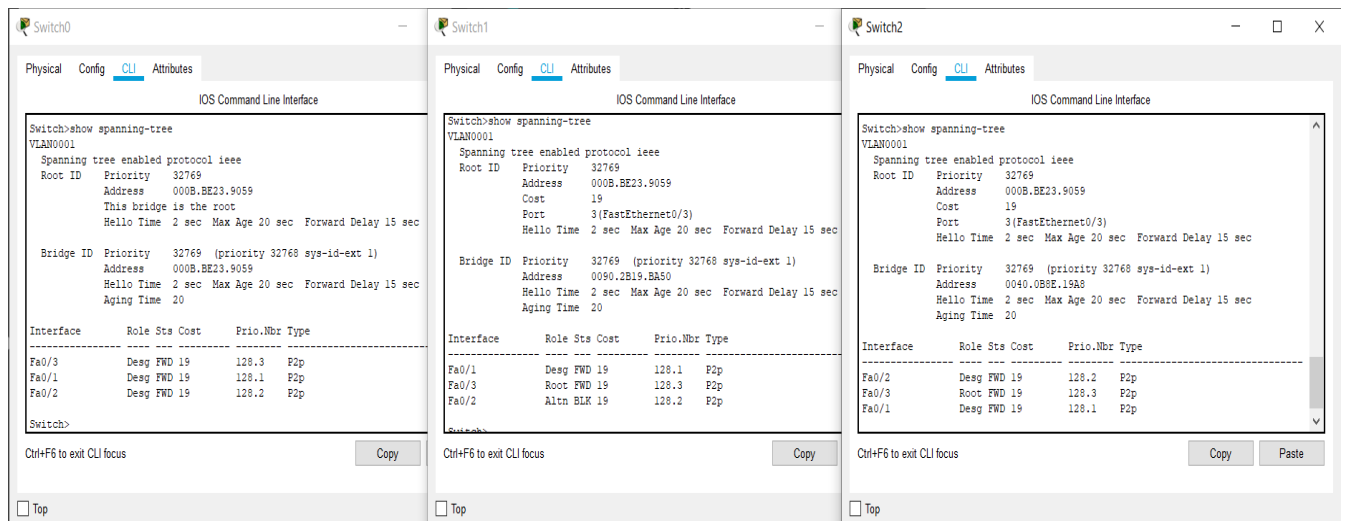 Switch0
Physical Config CLI Attributes
IOS Command Line Interface
Switch>show spanning-tree
VLAN0001
Spanning tree enabled protocol ieee
Root ID Priority 32769
Address 000B.BE23.9059
This bridge is the root
Hello Time 2 sec Max Age 20 sec Forward Delay 15 sec
Bridge ID Priority 32769 (priority 32768 sys-id-ext 1)
Address 000B.BE23.9059
Hello Time 2 sec Max Age 20 sec Forward Delay 15 sec
Aging Time 20
Interface Role Sts Cost Prio.Nbr Type
---------------- ---- --- --------- -------- --------------------------------
Fa0/3 Desg FWD 19 128.3 P2p
Fa0/1 Desg FWD 19 128.1 P2p
Fa0/2 Desg FWD 19 128.2 P2p
Switch>
Ctrl+F6 to exit CLI focus
Copy
Top
Switch1
Physical Config CLI Attributes
IOS Command Line Interface
Switch>show spanning-tree
VLAN0001
Spanning tree enabled protocol ieee
Root ID Priority 32769
Address 000B.BE23.9059
Cost 19
Port 3(FastEthernet0/3)
Hello Time 2 sec Max Age 20 sec Forward Delay 15 sec
Bridge ID Priority 32769 (priority 32768 sys-id-ext 1)
Address 0090.2B19.BA50
Hello Time 2 sec Max Age 20 sec Forward Delay 15 sec
Aging Time 20
Interface Role Sts Cost Prio.Nbr Type
---------------- ---- --- --------- -------- --------------------------------
Fa0/1 Desg FWD 19 128.1 P2p
Fa0/3 Root FWD 19 128.3 P2p
Fa0/2 Altn BLK 19 128.2 P2p
Switch>
Ctrl+F6 to exit CLI focus
Copy
Top
Switch2
Physical Config CLI Attributes
IOS Command Line Interface
Switch>show spanning-tree
VLAN0001
Spanning tree enabled protocol ieee
Root ID Priority 32769
Address 000B.BE23.9059
Cost 19
Port 3(FastEthernet0/3)
Hello Time 2 sec Max Age 20 sec Forward Delay 15 sec
Bridge ID Priority 32769 (priority 32768 sys-id-ext 1)
Address 0040.0B8E.19A8
Hello Time 2 sec Max Age 20 sec Forward Delay 15 sec
Aging Time 20
Interface Role Sts Cost Prio.Nbr Type
---------------- ---- --- --------- -------- --------------------------------
Fa0/2 Desg FWD 19 128.2 P2p
Fa0/3 Root FWD 19 128.3 P2p
Fa0/1 Desg FWD 19 128.1 P2p
Ctrl+F6 to exit CLI focus
Copy Paste
Top